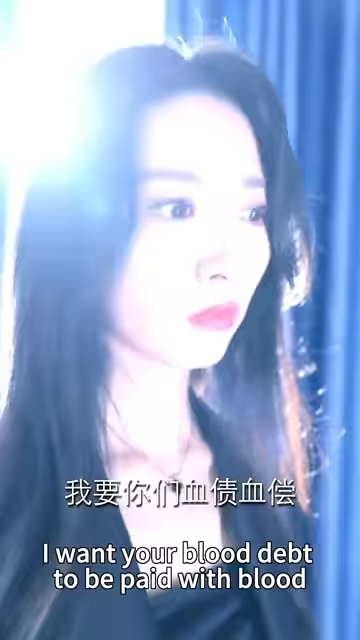 我要你们血债血偿
I want your blood debt
to be paid with blood